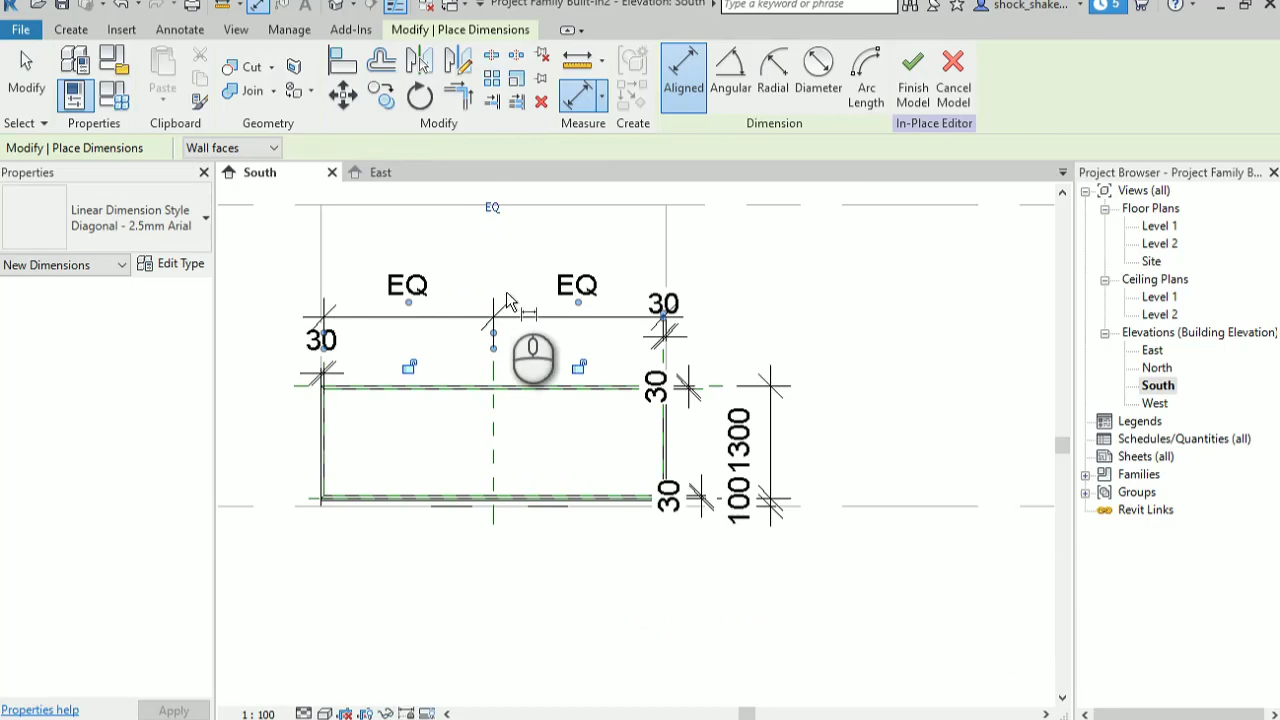 Project Family Built-In2 - Elevation: South
Type a keyword or phrase
shock_shake...
5
File
Create
Insert
Annotate
View
Manage
Add-Ins
Modify | Place Dimensions
Modify
Paste
Cut
Join
Aligned
Angular
Radial
Diameter
Arc
Length
Finish
Model
Cancel
Model
Select
Properties
Clipboard
Geometry
Modify
Measure
Create
Dimension
In-Place Editor
Modify | Place Dimensions
Wall faces
Properties
Linear Dimension Style
Diagonal - 2.5mm Arial
New Dimensions
Edit Type
Properties help
Apply
South
East
EQ
EQ
EQ
30
30
30
30
1001300
1 : 100
Project Browser - Project Family B...
Views (all)
Floor Plans
Level 1
Level 2
Site
Ceiling Plans
Level 1
Level 2
Elevations (Building Elevation)
East
North
South
West
Legends
Schedules/Quantities (all)
Sheets (all)
Families
Groups
Revit Links